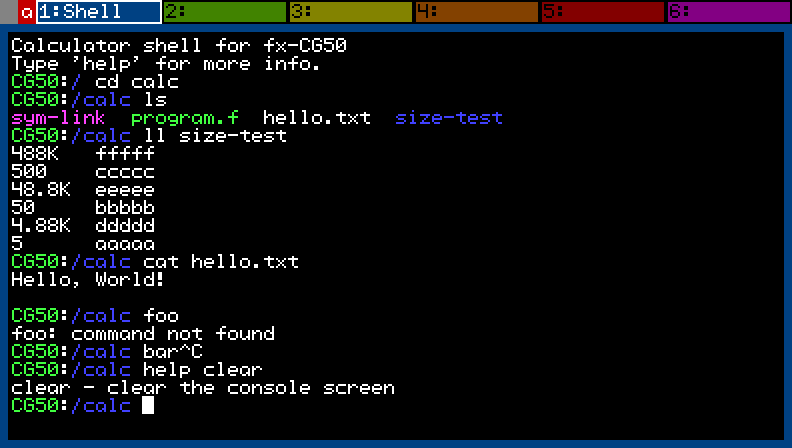 a 1:Shell 2: 3: 4: 5: 6:
Calculator shell for fx-CG50
Type 'help' for more info.
CG50:/ cd calc
CG50:/calc ls
sym-link program.f hello.txt size-test
CG50:/calc ll size-test
488K fffff
500 ccccc
48.8K eeeee
50 bbbbb
4.88K ddddd
5 aaaaa
CG50:/calc cat hello.txt
Hello, World!
CG50:/calc foo
foo: command not found
CG50:/calc bar^C
CG50:/calc help clear
clear - clear the console screen
CG50:/calc